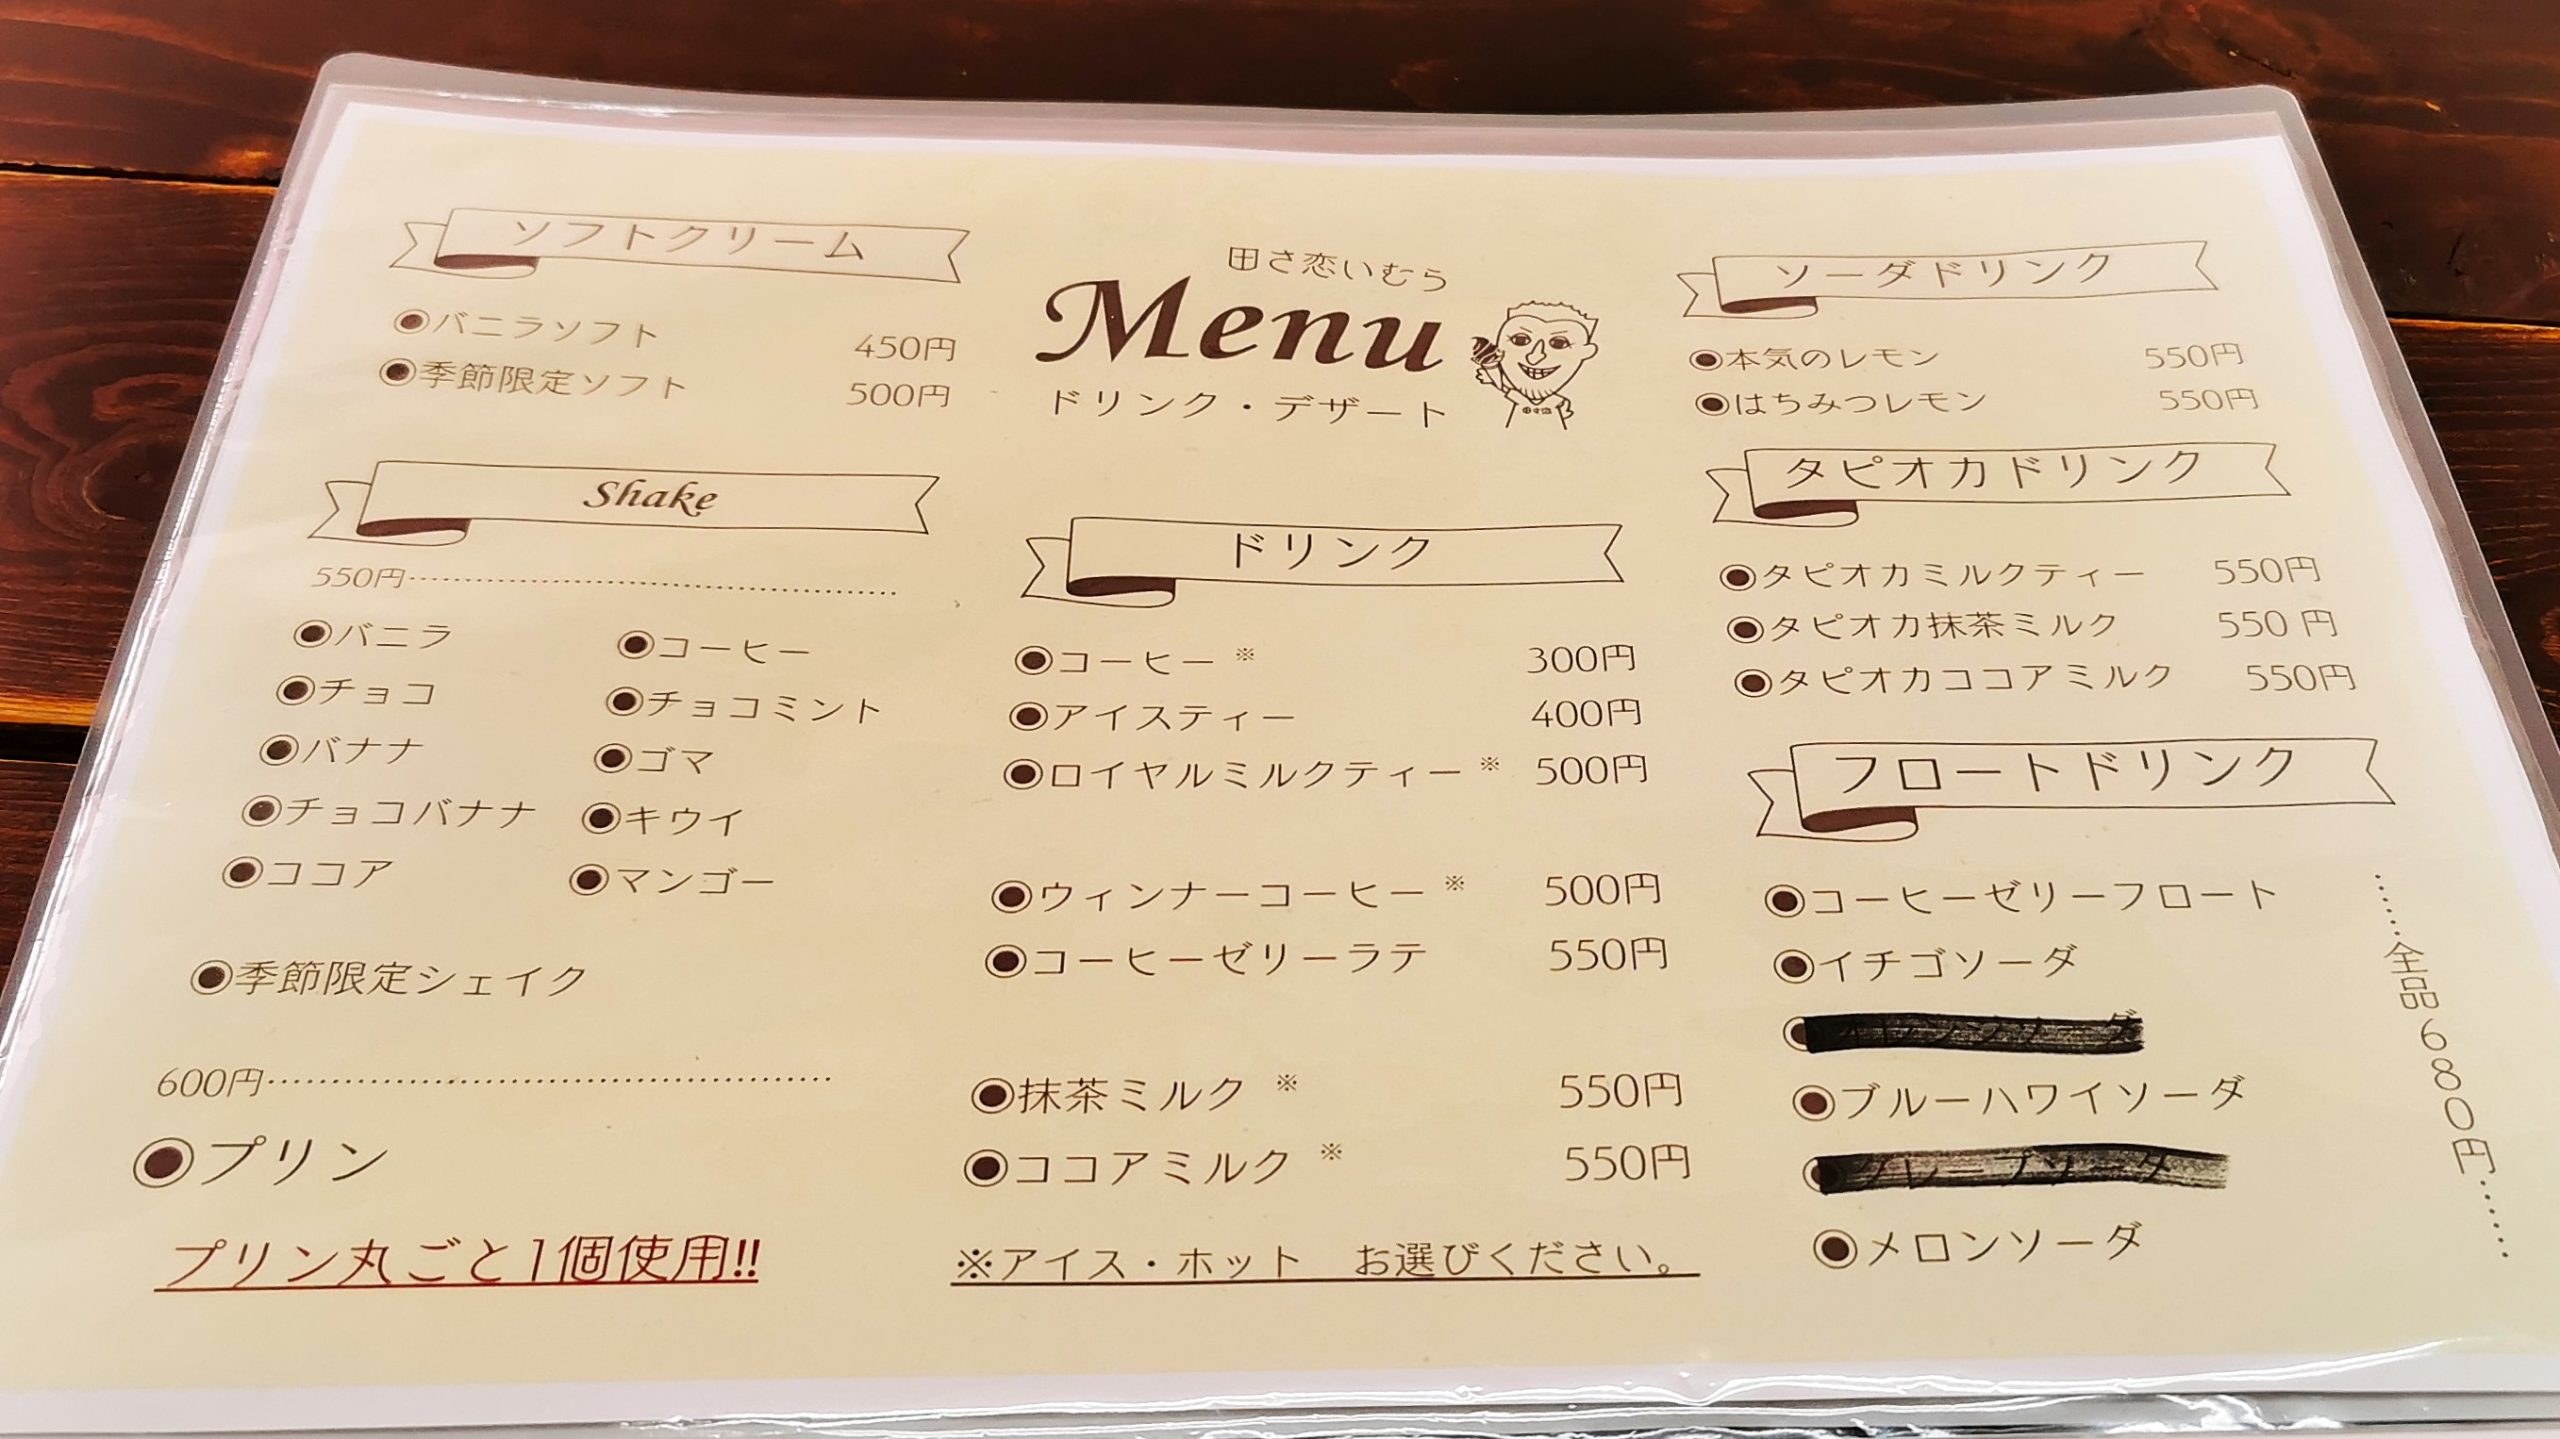 ソフトクリーム
◉バニラソフト 450円
◉季節限定ソフト 500円
Shake
550円
◉バニラ
◉チョコ
◉バナナ
◉チョコバナナ
◉ココア
◉コーヒー
◉チョコミント
◉ゴマ
◉キウイ
◉マンゴー
◉季節限定シェイク
600円
◉プリン
プリン丸ごと1個使用!!
田さ恋いむら
Menu
ドリンク・デザート
ドリンク
◉コーヒー ※ 300円
◉アイスティー 400円
◉ロイヤルミルクティー ※ 500円
◉ウィンナーコーヒー ※ 500円
◉コーヒーゼリーラテ 550円
◉抹茶ミルク ※ 550円
◉ココアミルク ※ 550円
※アイス・ホット お選びください。
ソーダドリンク
◉本気のレモン 550円
◉はちみつレモン 550円
タピオカドリンク
◉タピオカミルクティー 550円
◉タピオカ抹茶ミルク 550円
◉タピオカココアミルク 550円
フロートドリンク
◉コーヒーゼリーフロート
◉イチゴソーダ
◉ブルーハワイソーダ
◉メロンソーダ
……全品680円……